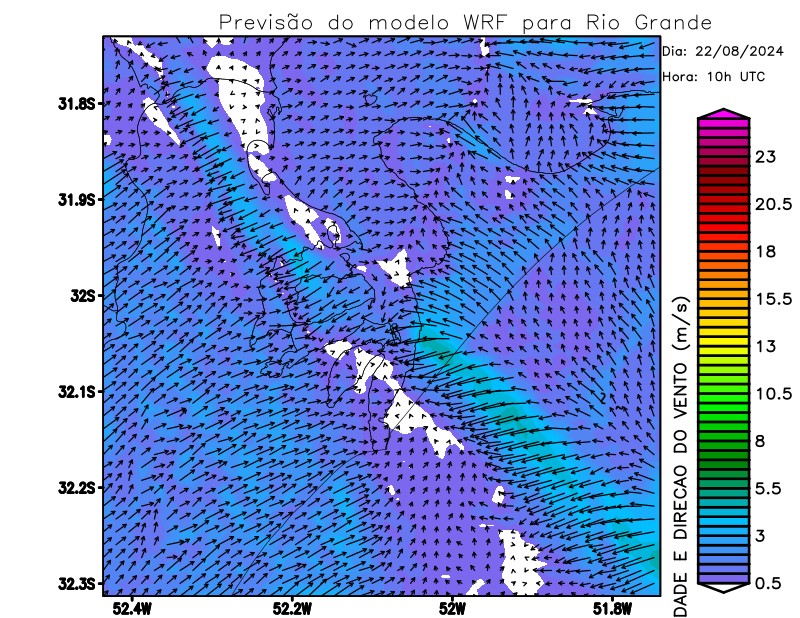 Previsão do modelo WRF para Rio Grande
Dia: 22/08/2024
Hora: 10h UTC
31.8S
31.9S
32S
32.1S
32.2S
32.3S
52.4W
52.2W
52W
51.8W
2
DADE E DIRECAO DO VENTO (m/s)
23
20.5
18
15.5
13
10.5
8
5.5
3
0.5